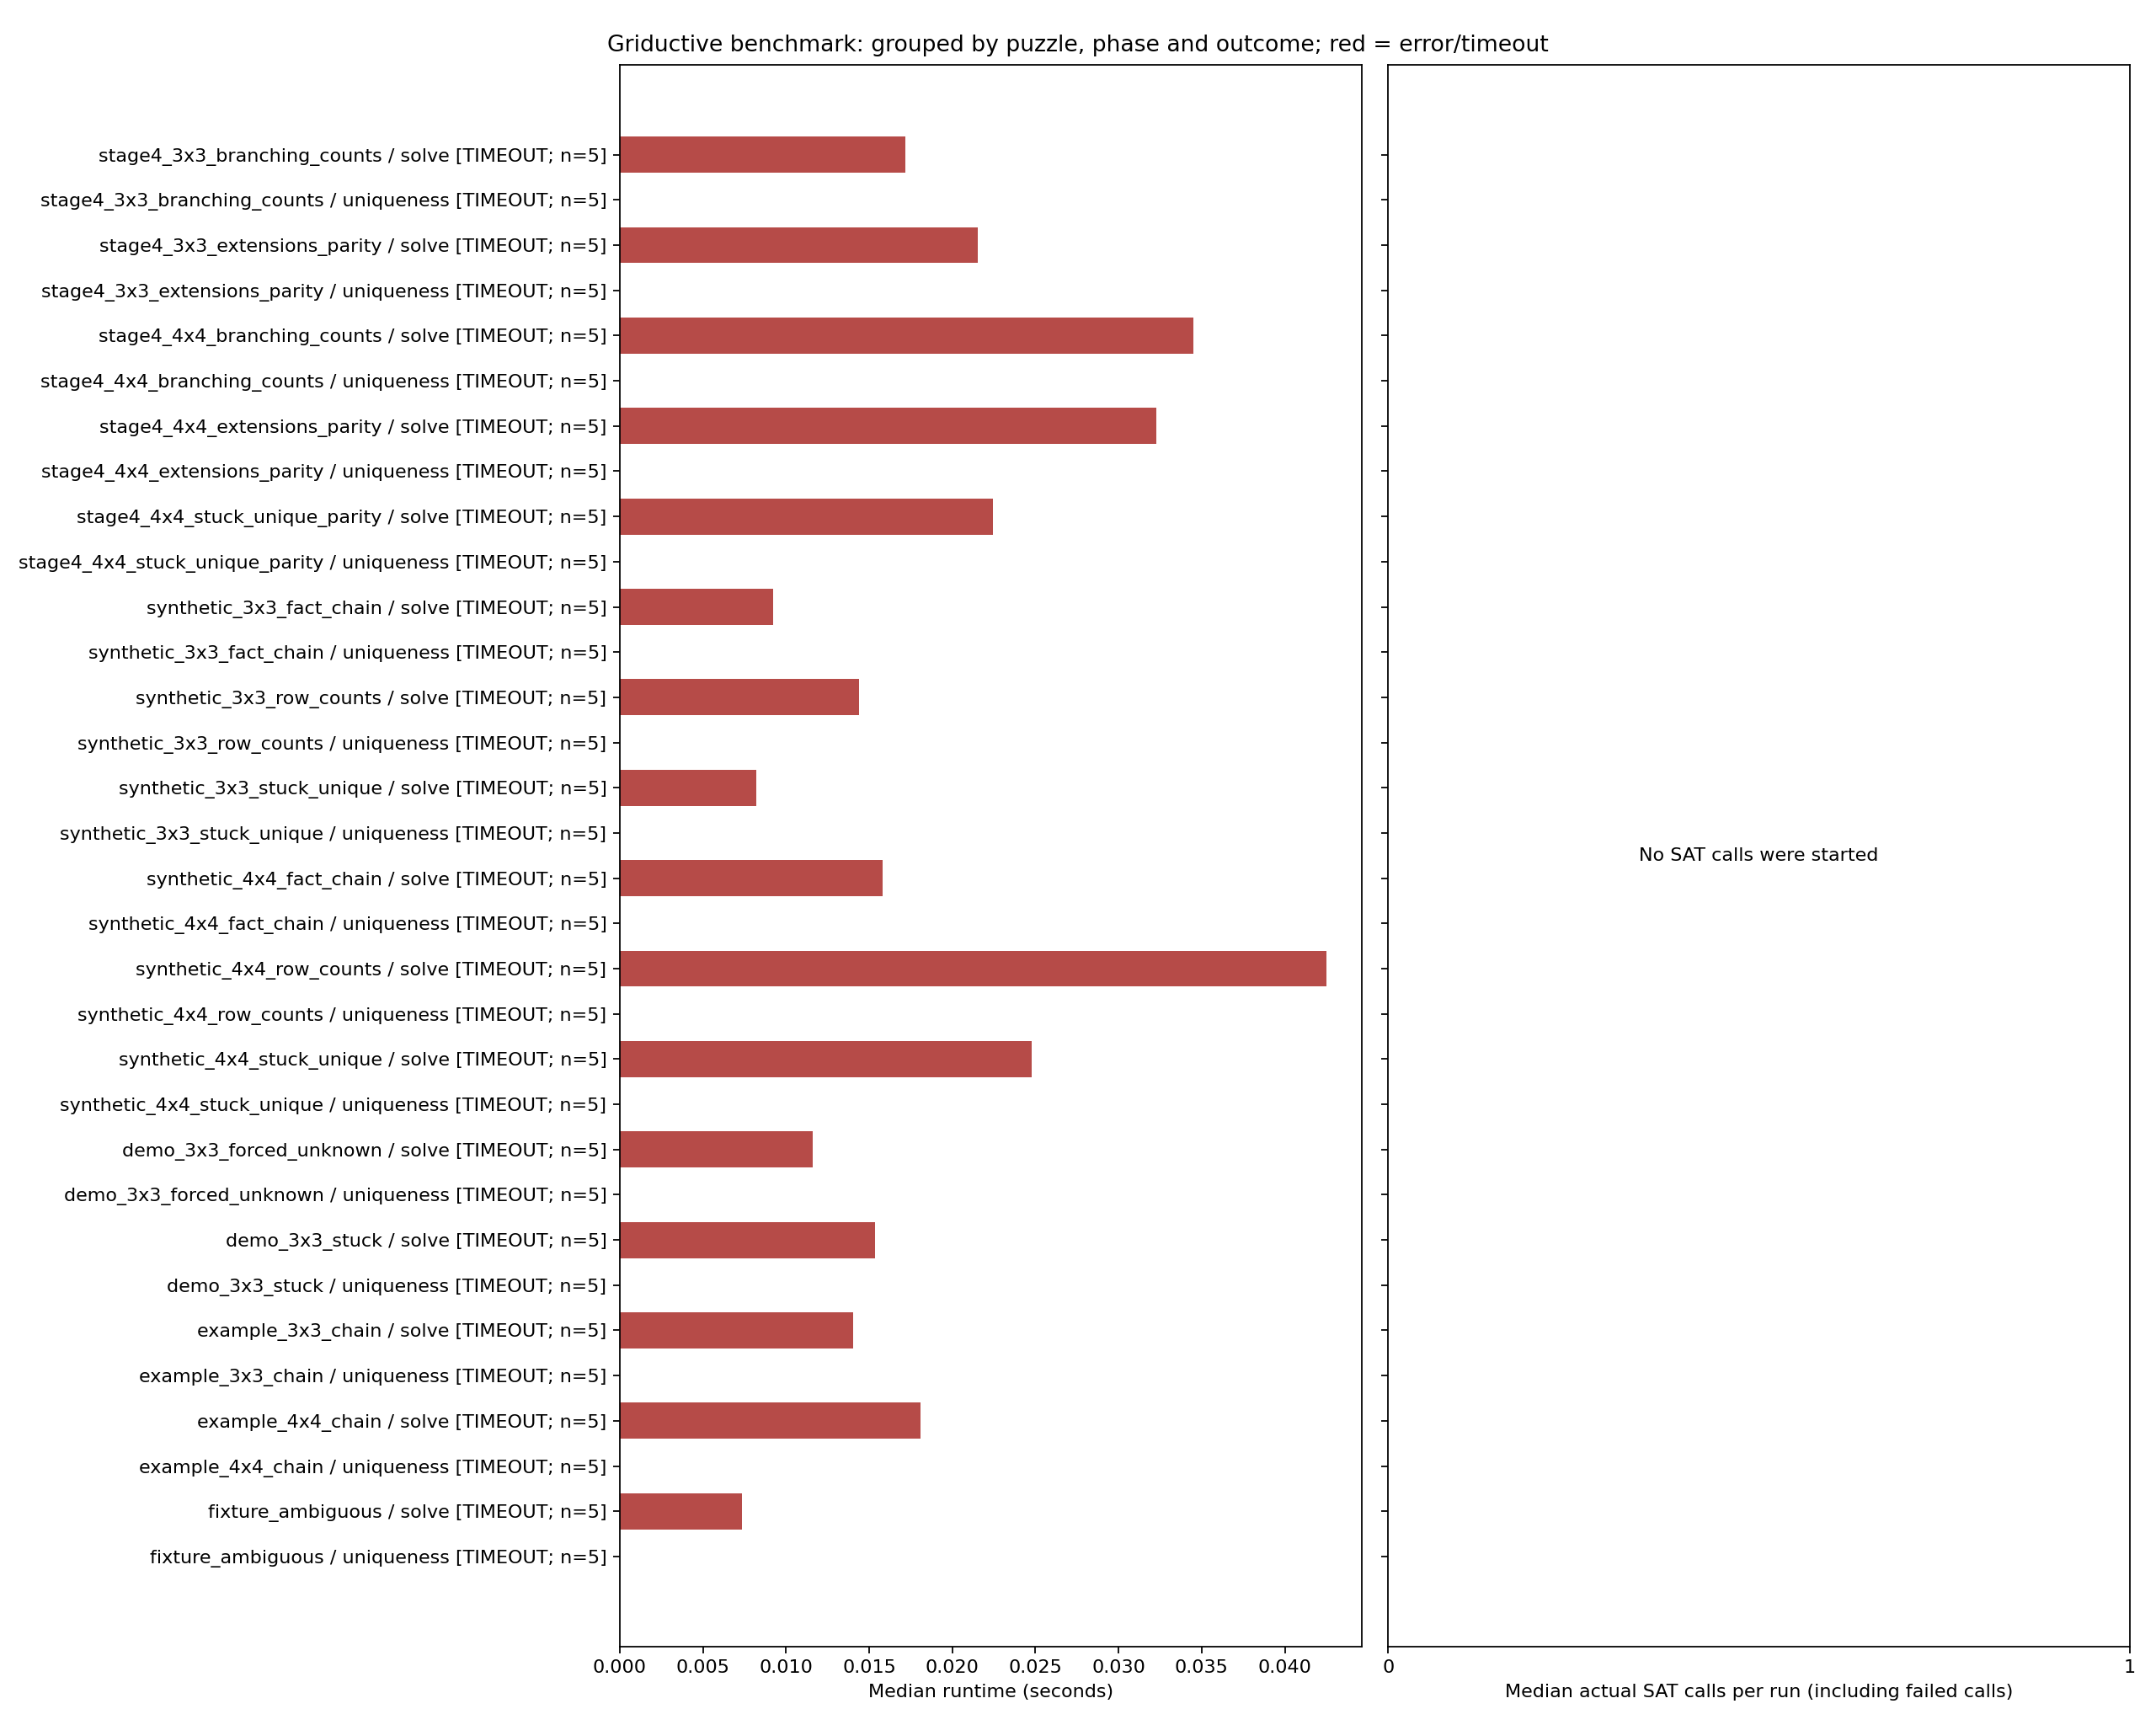 Griductive benchmark: grouped by puzzle, phase and outcome; red = error/timeout
stage4_3x3_branching_counts / solve [TIMEOUT; n=5]
stage4_3x3_branching_counts / uniqueness [TIMEOUT; n=5]
stage4_3x3_extensions_parity / solve [TIMEOUT; n=5]
stage4_3x3_extensions_parity / uniqueness [TIMEOUT; n=5]
stage4_4x4_branching_counts / solve [TIMEOUT; n=5]
stage4_4x4_branching_counts / uniqueness [TIMEOUT; n=5]
stage4_4x4_extensions_parity / solve [TIMEOUT; n=5]
stage4_4x4_extensions_parity / uniqueness [TIMEOUT; n=5]
stage4_4x4_stuck_unique_parity / solve [TIMEOUT; n=5]
stage4_4x4_stuck_unique_parity / uniqueness [TIMEOUT; n=5]
synthetic_3x3_fact_chain / solve [TIMEOUT; n=5]
synthetic_3x3_fact_chain / uniqueness [TIMEOUT; n=5]
synthetic_3x3_row_counts / solve [TIMEOUT; n=5]
synthetic_3x3_row_counts / uniqueness [TIMEOUT; n=5]
synthetic_3x3_stuck_unique / solve [TIMEOUT; n=5]
synthetic_3x3_stuck_unique / uniqueness [TIMEOUT; n=5]
No SAT calls were started
synthetic_4x4_fact_chain / solve [TIMEOUT; n=5]
synthetic_4x4_fact_chain / uniqueness [TIMEOUT; n=5]
synthetic_4x4_row_counts / solve [TIMEOUT; n=5]
synthetic_4x4_row_counts / uniqueness [TIMEOUT; n=5]
synthetic_4x4_stuck_unique / solve [TIMEOUT; n=5]
synthetic_4x4_stuck_unique / uniqueness [TIMEOUT; n=5]
demo_3x3_forced_unknown / solve [TIMEOUT; n=5]
demo_3x3_forced_unknown / uniqueness [TIMEOUT; n=5]
demo_3x3_stuck / solve [TIMEOUT; n=5]
demo_3x3_stuck / uniqueness [TIMEOUT; n=5]
example_3x3_chain / solve [TIMEOUT; n=5]
example_3x3_chain / uniqueness [TIMEOUT; n=5]
example_4x4_chain / solve [TIMEOUT; n=5]
example_4x4_chain / uniqueness [TIMEOUT; n=5]
fixture_ambiguous / solve [TIMEOUT; n=5]
fixture_ambiguous / uniqueness [TIMEOUT; n=5]
0.000 0.005 0.010 0.015 0.020 0.025 0.030 0.035 0.040
0 1
Median runtime (seconds)
Median actual SAT calls per run (including failed calls)